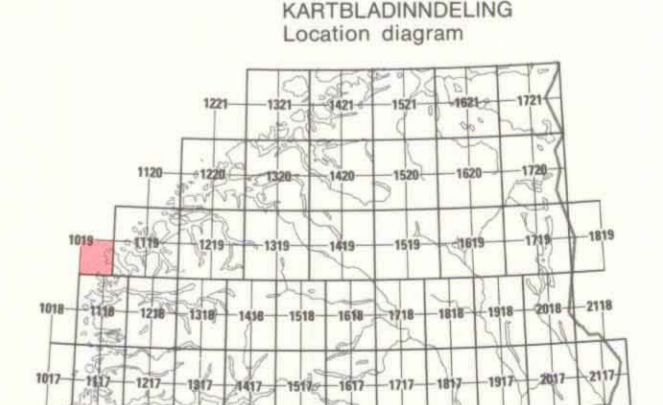 KARTBLADINNDELING
Location diagram
1221 1321 1421 1521 1621 1721
1120 1220 1320 1420 1520 1620 1720
1019 1119 1219 1319 1419 1519 1619 1719 1819
1018 1118 1218 1318 1418 1518 1618 1718 1818 1918 2018 2118
1017 1117 1217 1317 1417 1517 1617 1717 1817 1917 2017 2117